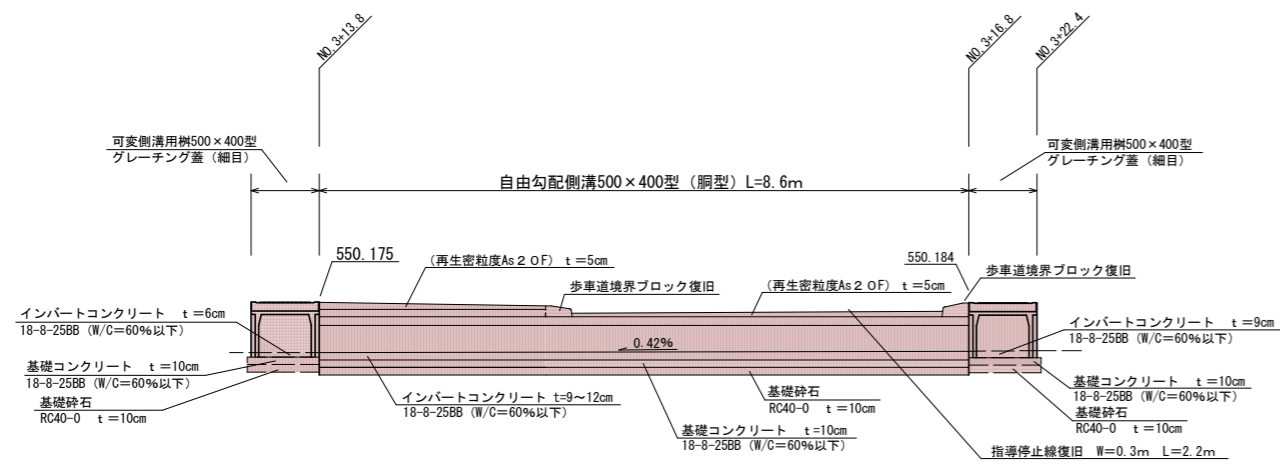 NO.3+13.8
NO.3+16.8
NO.3+22.4
可変側溝用桝500×400型
グレーチング蓋（細目）
可変側溝用桝500×400型
グレーチング蓋（細目）
自由勾配側溝500×400型（胴型）L=8.6m
550.175
(再生密粒度As２０F) t=5cm
歩車道境界ブロック復旧
(再生密粒度As２０F) t=5cm
550.184
歩車道境界ブロック復旧
インバートコンクリート t=6cm
18-8-25BB (W/C=60%以下)
基礎コンクリート t=10cm
18-8-25BB (W/C=60%以下)
基礎砕石
RC40-0 t=10cm
0.42%
インバートコンクリート t=9～12cm
18-8-25BB (W/C=60%以下)
基礎コンクリート t=10cm
18-8-25BB (W/C=60%以下)
基礎砕石
RC40-0 t=10cm
インバートコンクリート t=9cm
18-8-25BB (W/C=60%以下)
基礎コンクリート t=10cm
18-8-25BB (W/C=60%以下)
基礎砕石
RC40-0 t=10cm
指導停止線復旧 W=0.3m L=2.2m